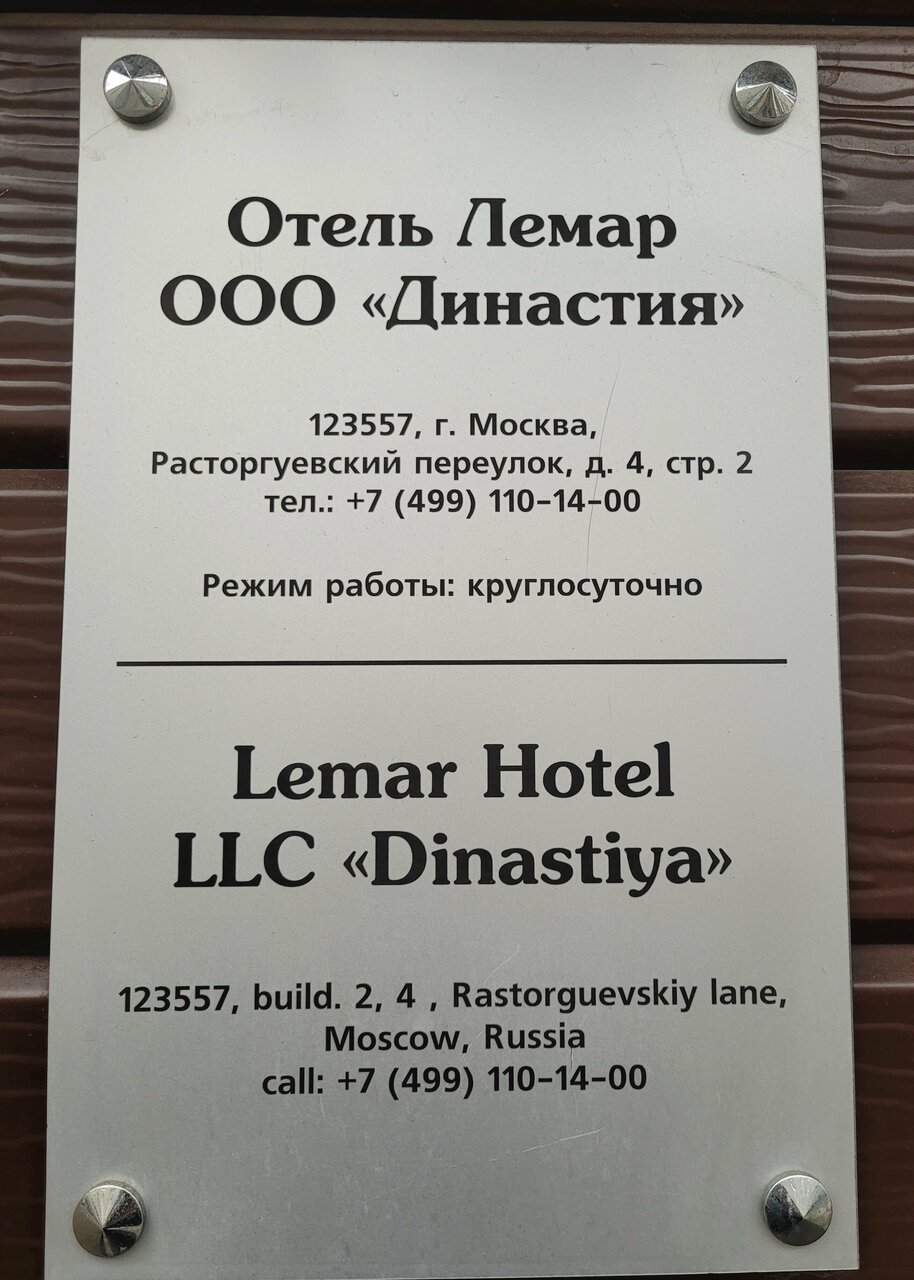 Отель Лемар
ООО «Династия»
123557, г. Москва,
Расторгуевский переулок, д. 4, стр. 2
тел.: +7 (499) 110-14-00
Режим работы: круглосуточно
Lemar Hotel
LLC «Dinastiya»
123557, build. 2, 4 , Rastorguevskiy lane,
Moscow, Russia
call: +7 (499) 110-14-00